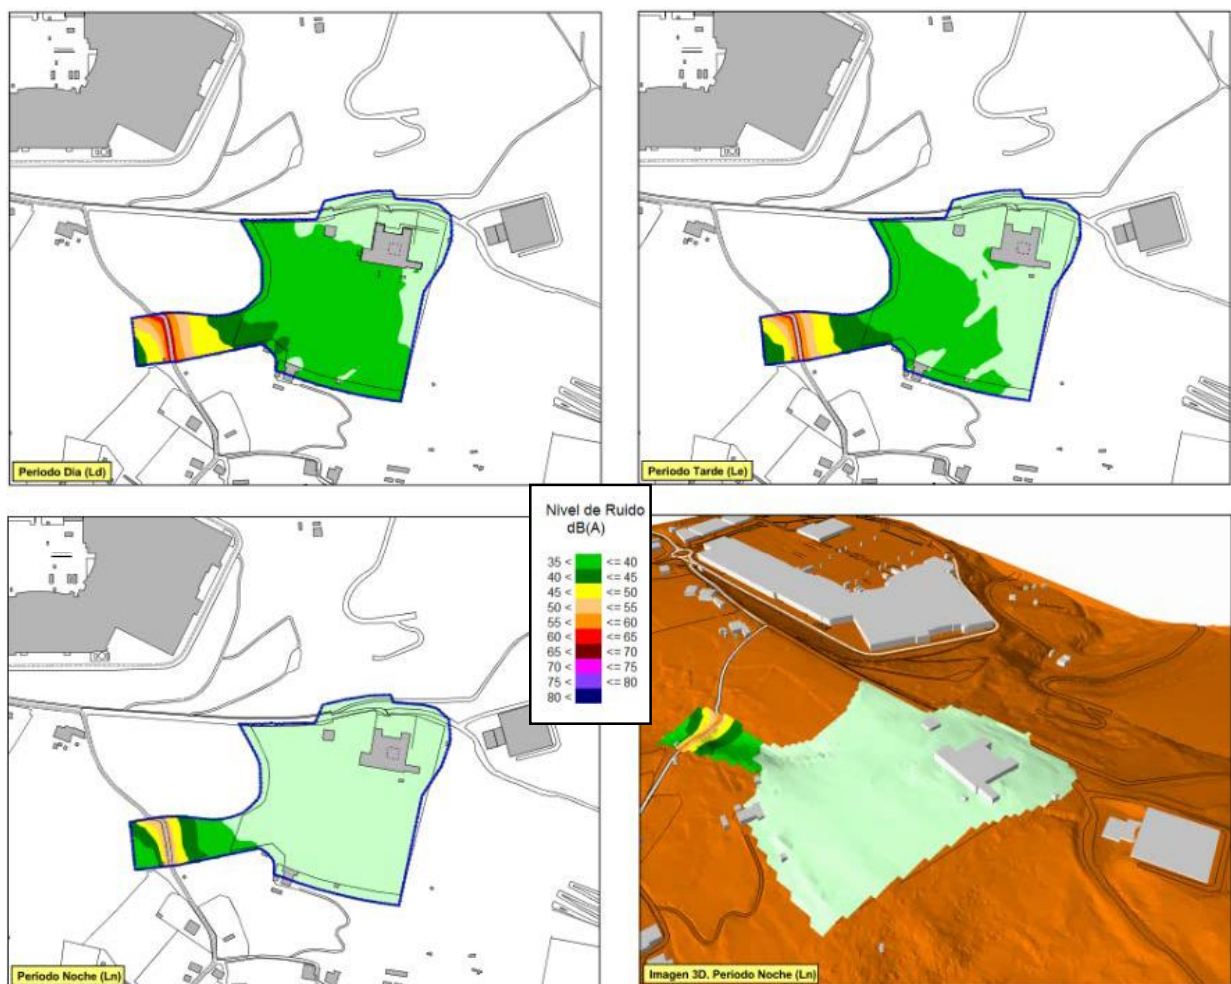 Periodo Dia (Ld)
Periodo Tarde (Le)
Nivel de Ruido
dB(A)
35 < <= 40
40 < <= 45
45 < <= 50
50 < <= 55
55 < <= 60
60 < <= 65
65 < <= 70
70 < <= 75
75 < <= 80
80 <
Periodo Noche (Ln)
Imagen 3D. Periodo Noche (Ln)